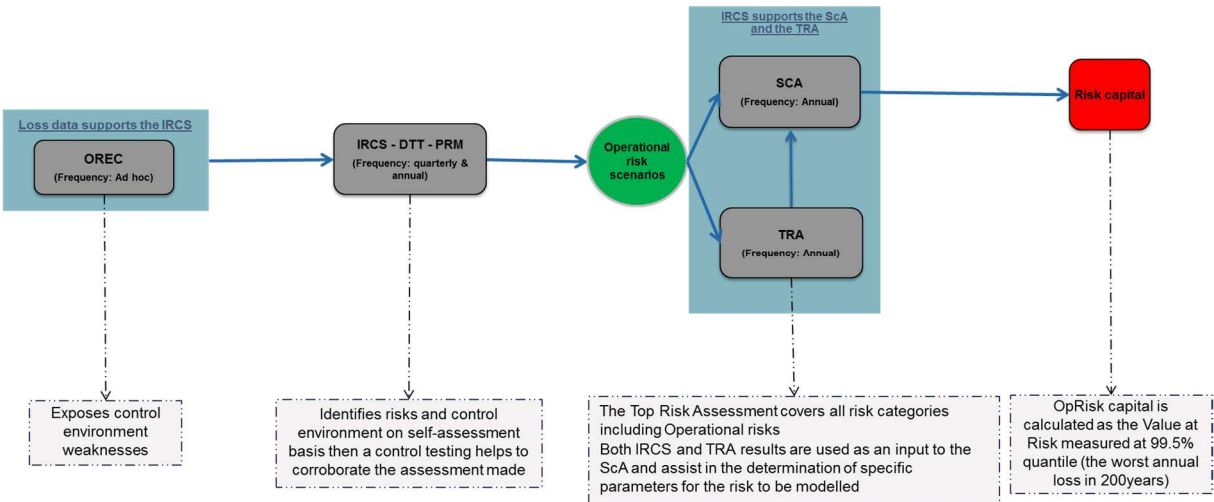 IRCS supports the ScA
and the TRA
SCA
(Frequency: Annual)
Risk capital
Loss data supports the IRCS
OREC
(Frequency: Ad hoc)
IRCS - DTT - PRM
(Frequency: quarterly &
annual)
Operational
risk
scenarios
TRA
(Frequency: Annual)
Exposes control
environment
weaknesses
Identifies risks and control
environment on self-assessment
basis then a control testing helps to
corroborate the assessment made
The Top Risk Assessment covers all risk categories
including Operational risks
Both IRCS and TRA results are used as an input to the
ScA and assist in the determination of specific
parameters for the risk to be modelled
OpRisk capital is
calculated as the Value at
Risk measured at 99.5%
quantile (the worst annual
loss in 200years)